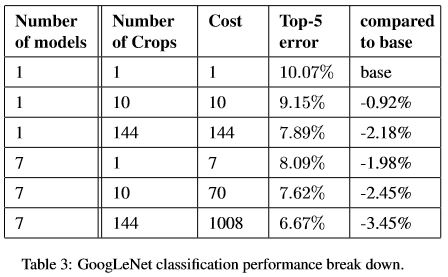 Number of models Number of Crops Cost Top-5 error compared to base
1 1 1 10.07% base
1 10 10 9.15% -0.92%
1 144 144 7.89% -2.18%
7 1 7 8.09% -1.98%
7 10 70 7.62% -2.45%
7 144 1008 6.67% -3.45%
Table 3: GoogLeNet classification performance break down.